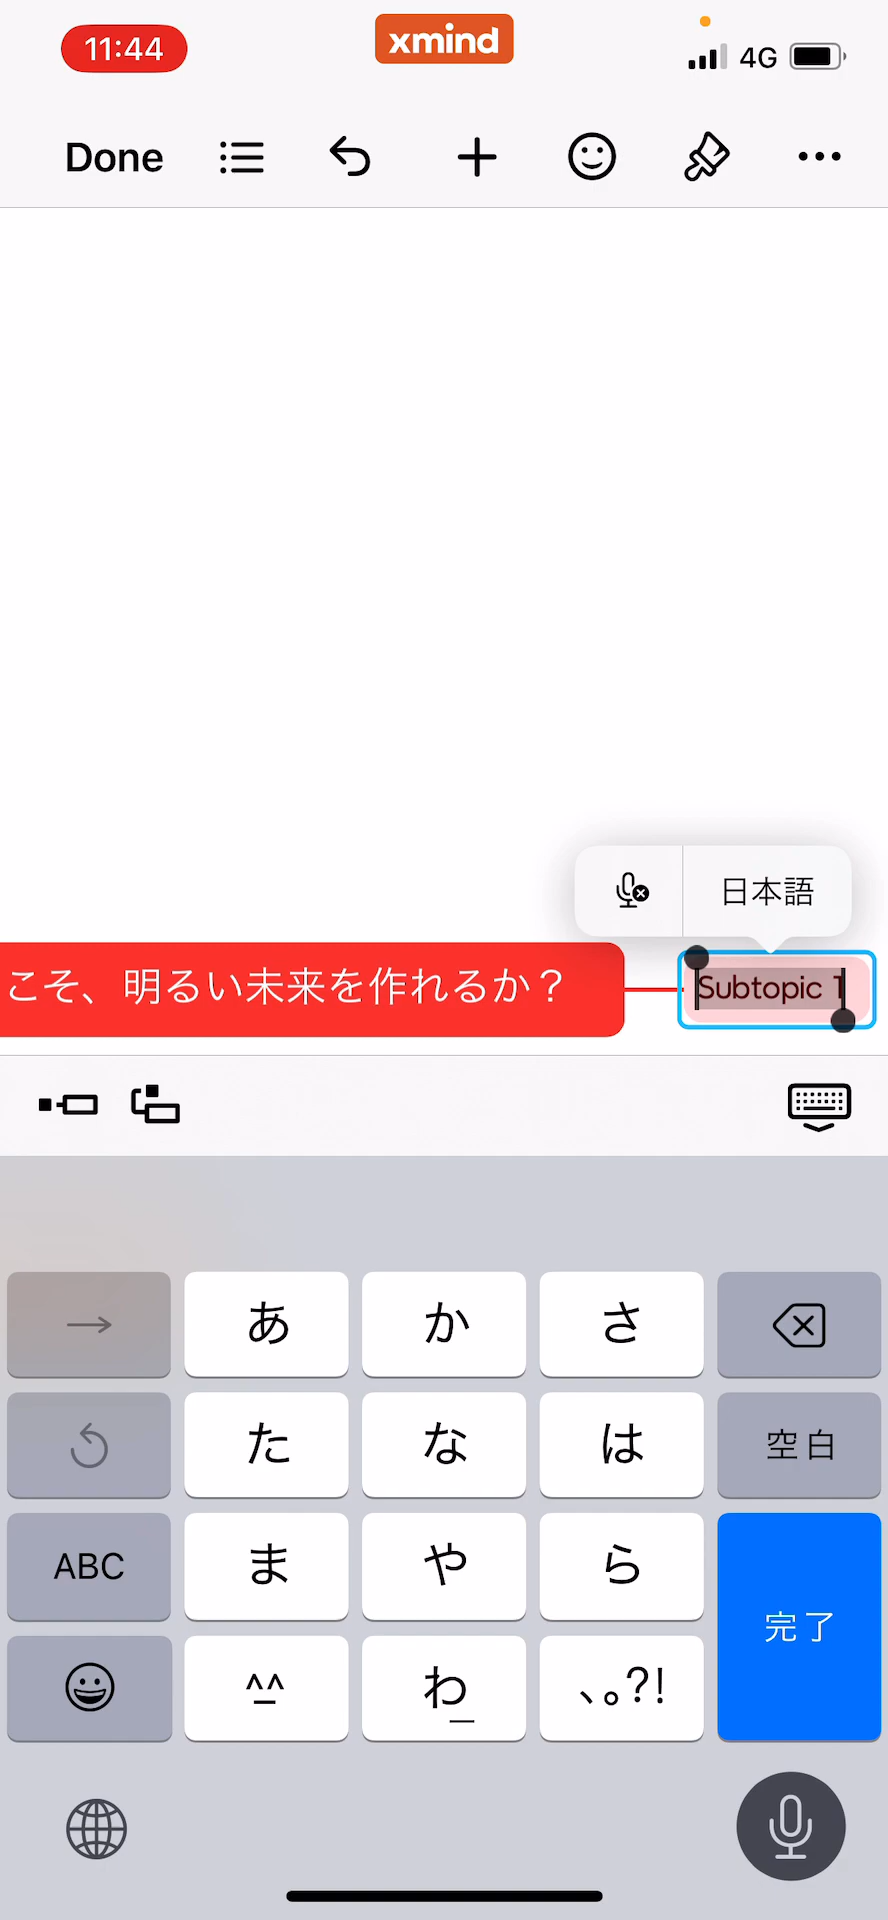 11:44
xmind
4G
Done
日本語
こそ、明るい未来を作れるか？
Subtopic 1
→ あ か さ
た な は 空白
ABC ま や ら
完了
^^ わ 、。?!